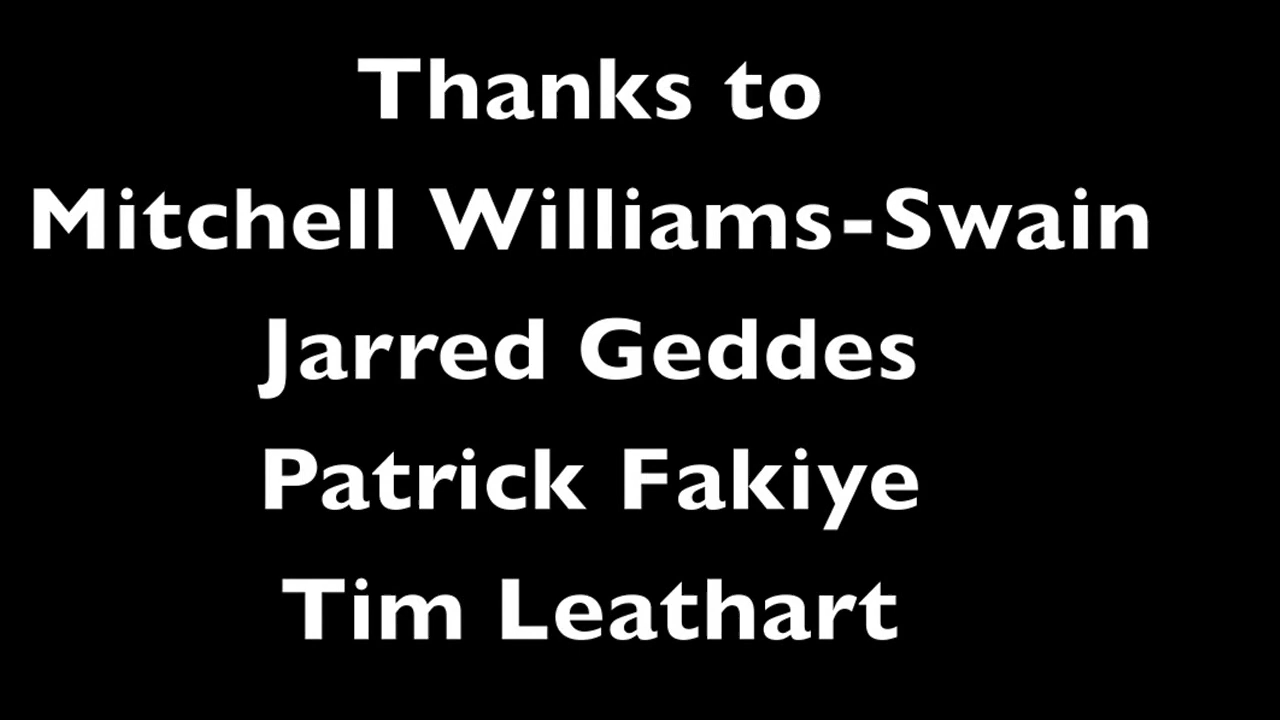 Thanks to
Mitchell Williams-Swain
Jarred Geddes
Patrick Fakiye
Tim Leathart